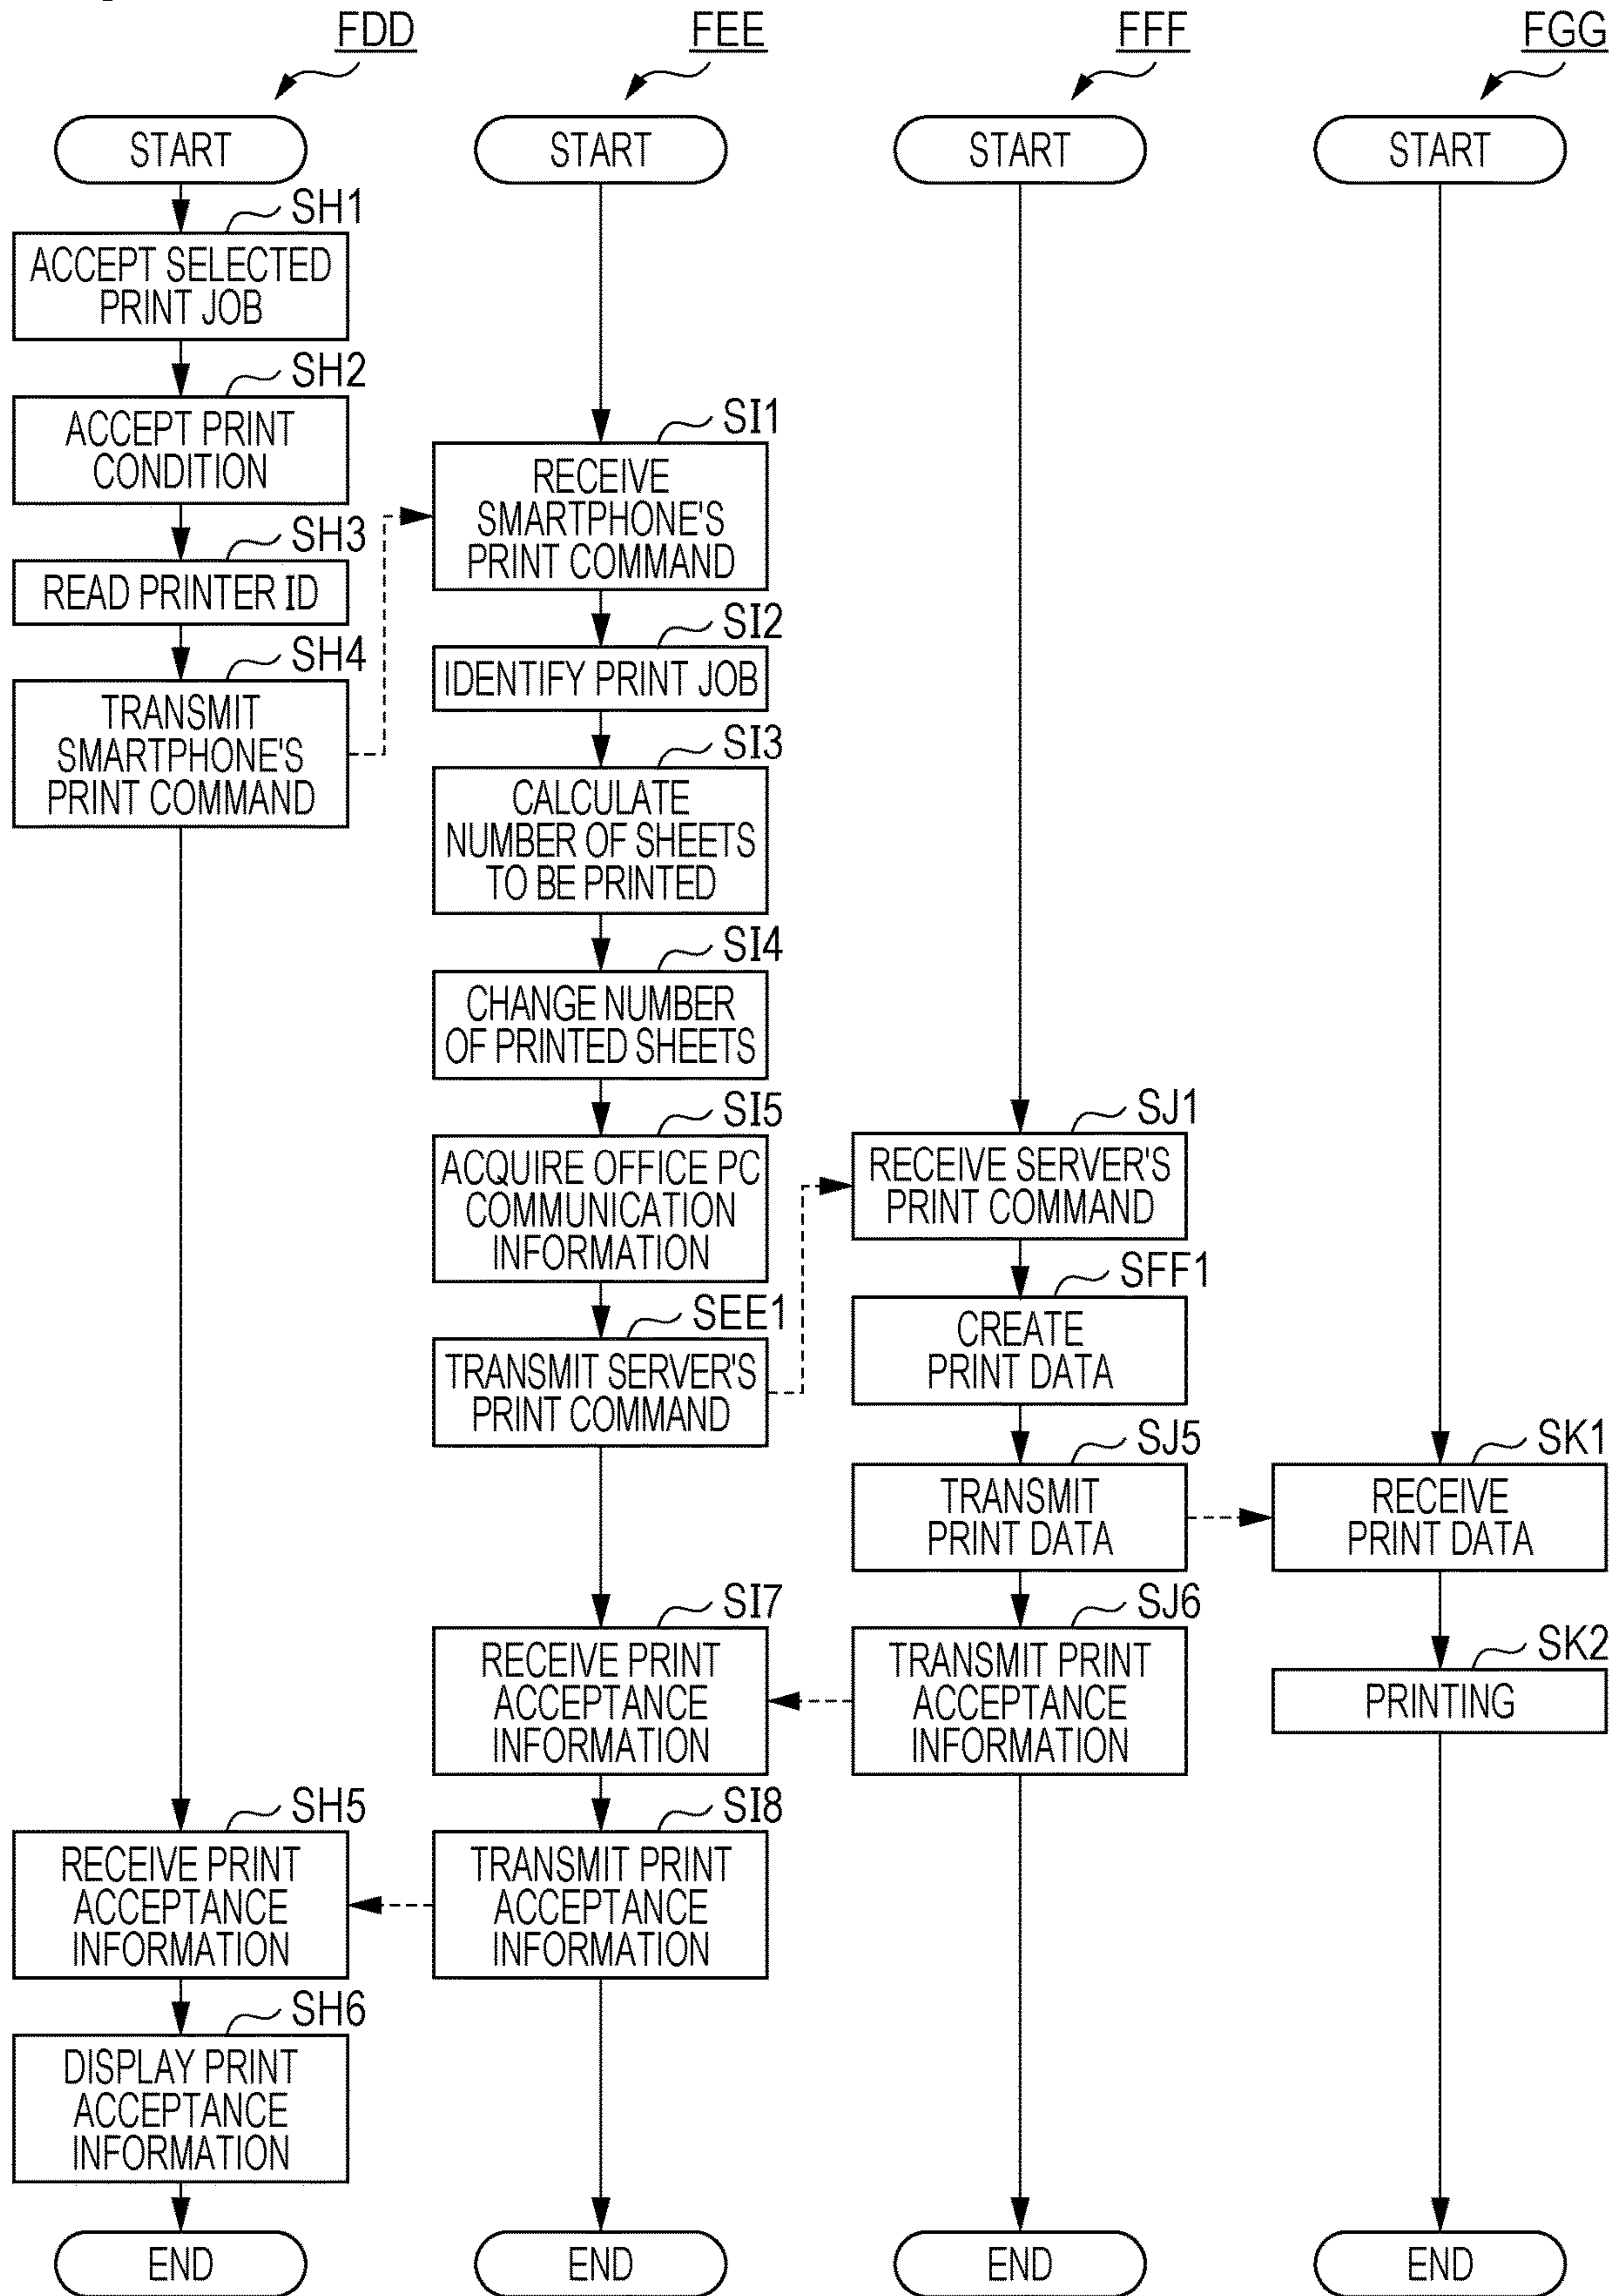 FDD
FEE
FFF
FGG
START
START
START
START
SH1
ACCEPT SELECTED
PRINT JOB
SH2
ACCEPT PRINT
CONDITION
SH3
READ PRINTER ID
SH4
TRANSMIT
SMARTPHONE'S
PRINT COMMAND
SH5
RECEIVE PRINT
ACCEPTANCE
INFORMATION
SH6
DISPLAY PRINT
ACCEPTANCE
INFORMATION
END
SI1
RECEIVE
SMARTPHONE'S
PRINT COMMAND
SI2
IDENTIFY PRINT JOB
SI3
CALCULATE
NUMBER OF SHEETS
TO BE PRINTED
SI4
CHANGE NUMBER
OF PRINTED SHEETS
SI5
ACQUIRE OFFICE PC
COMMUNICATION
INFORMATION
SEE1
TRANSMIT SERVER'S
PRINT COMMAND
SI7
RECEIVE PRINT
ACCEPTANCE
INFORMATION
SI8
TRANSMIT PRINT
ACCEPTANCE
INFORMATION
END
SJ1
RECEIVE SERVER'S
PRINT COMMAND
SFF1
CREATE
PRINT DATA
SJ5
TRANSMIT
PRINT DATA
SJ6
TRANSMIT PRINT
ACCEPTANCE
INFORMATION
END
SK1
RECEIVE
PRINT DATA
SK2
PRINTING
END